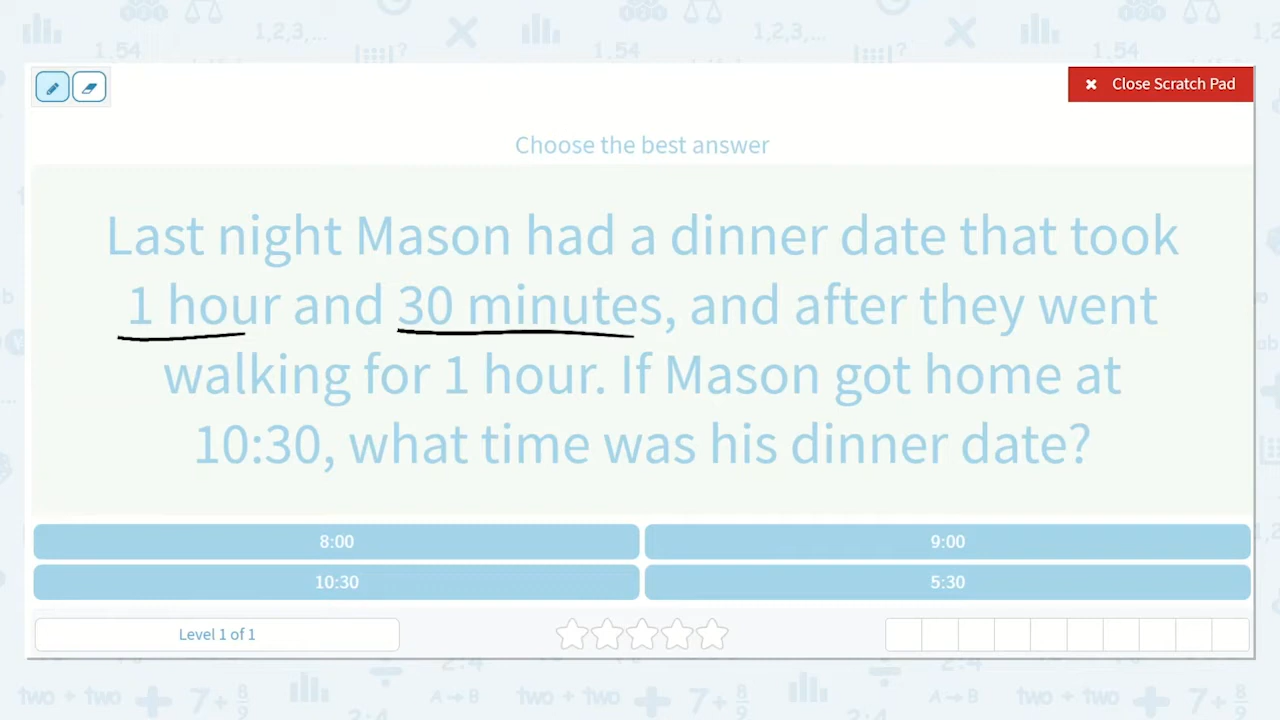 Close Scratch Pad
Choose the best answer
Last night Mason had a dinner date that took
1 hour and 30 minutes, and after they went
walking for 1 hour. If Mason got home at
10:30, what time was his dinner date?
8:00
9:00
10:30
5:30
Level 1 of 1